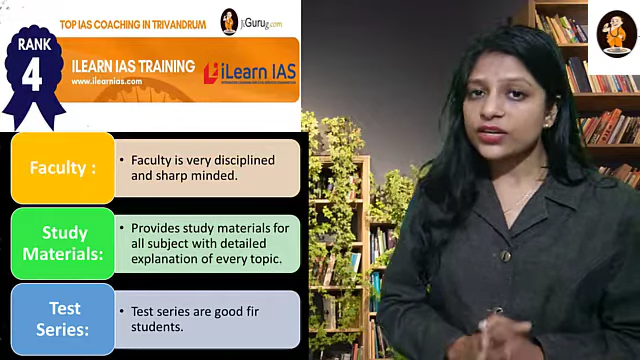 TOP IAS COACHING IN TRIVANDRUM
RANK
4
ILEARN IAS TRAINING
www.ilearnias.com
iLearn IAS
Faculty :
• Faculty is very disciplined
and sharp minded.
Study
Materials:
• Provides study materials for
all subject with detailed
explanation of every topic.
Test
Series:
• Test series are good fir
students.